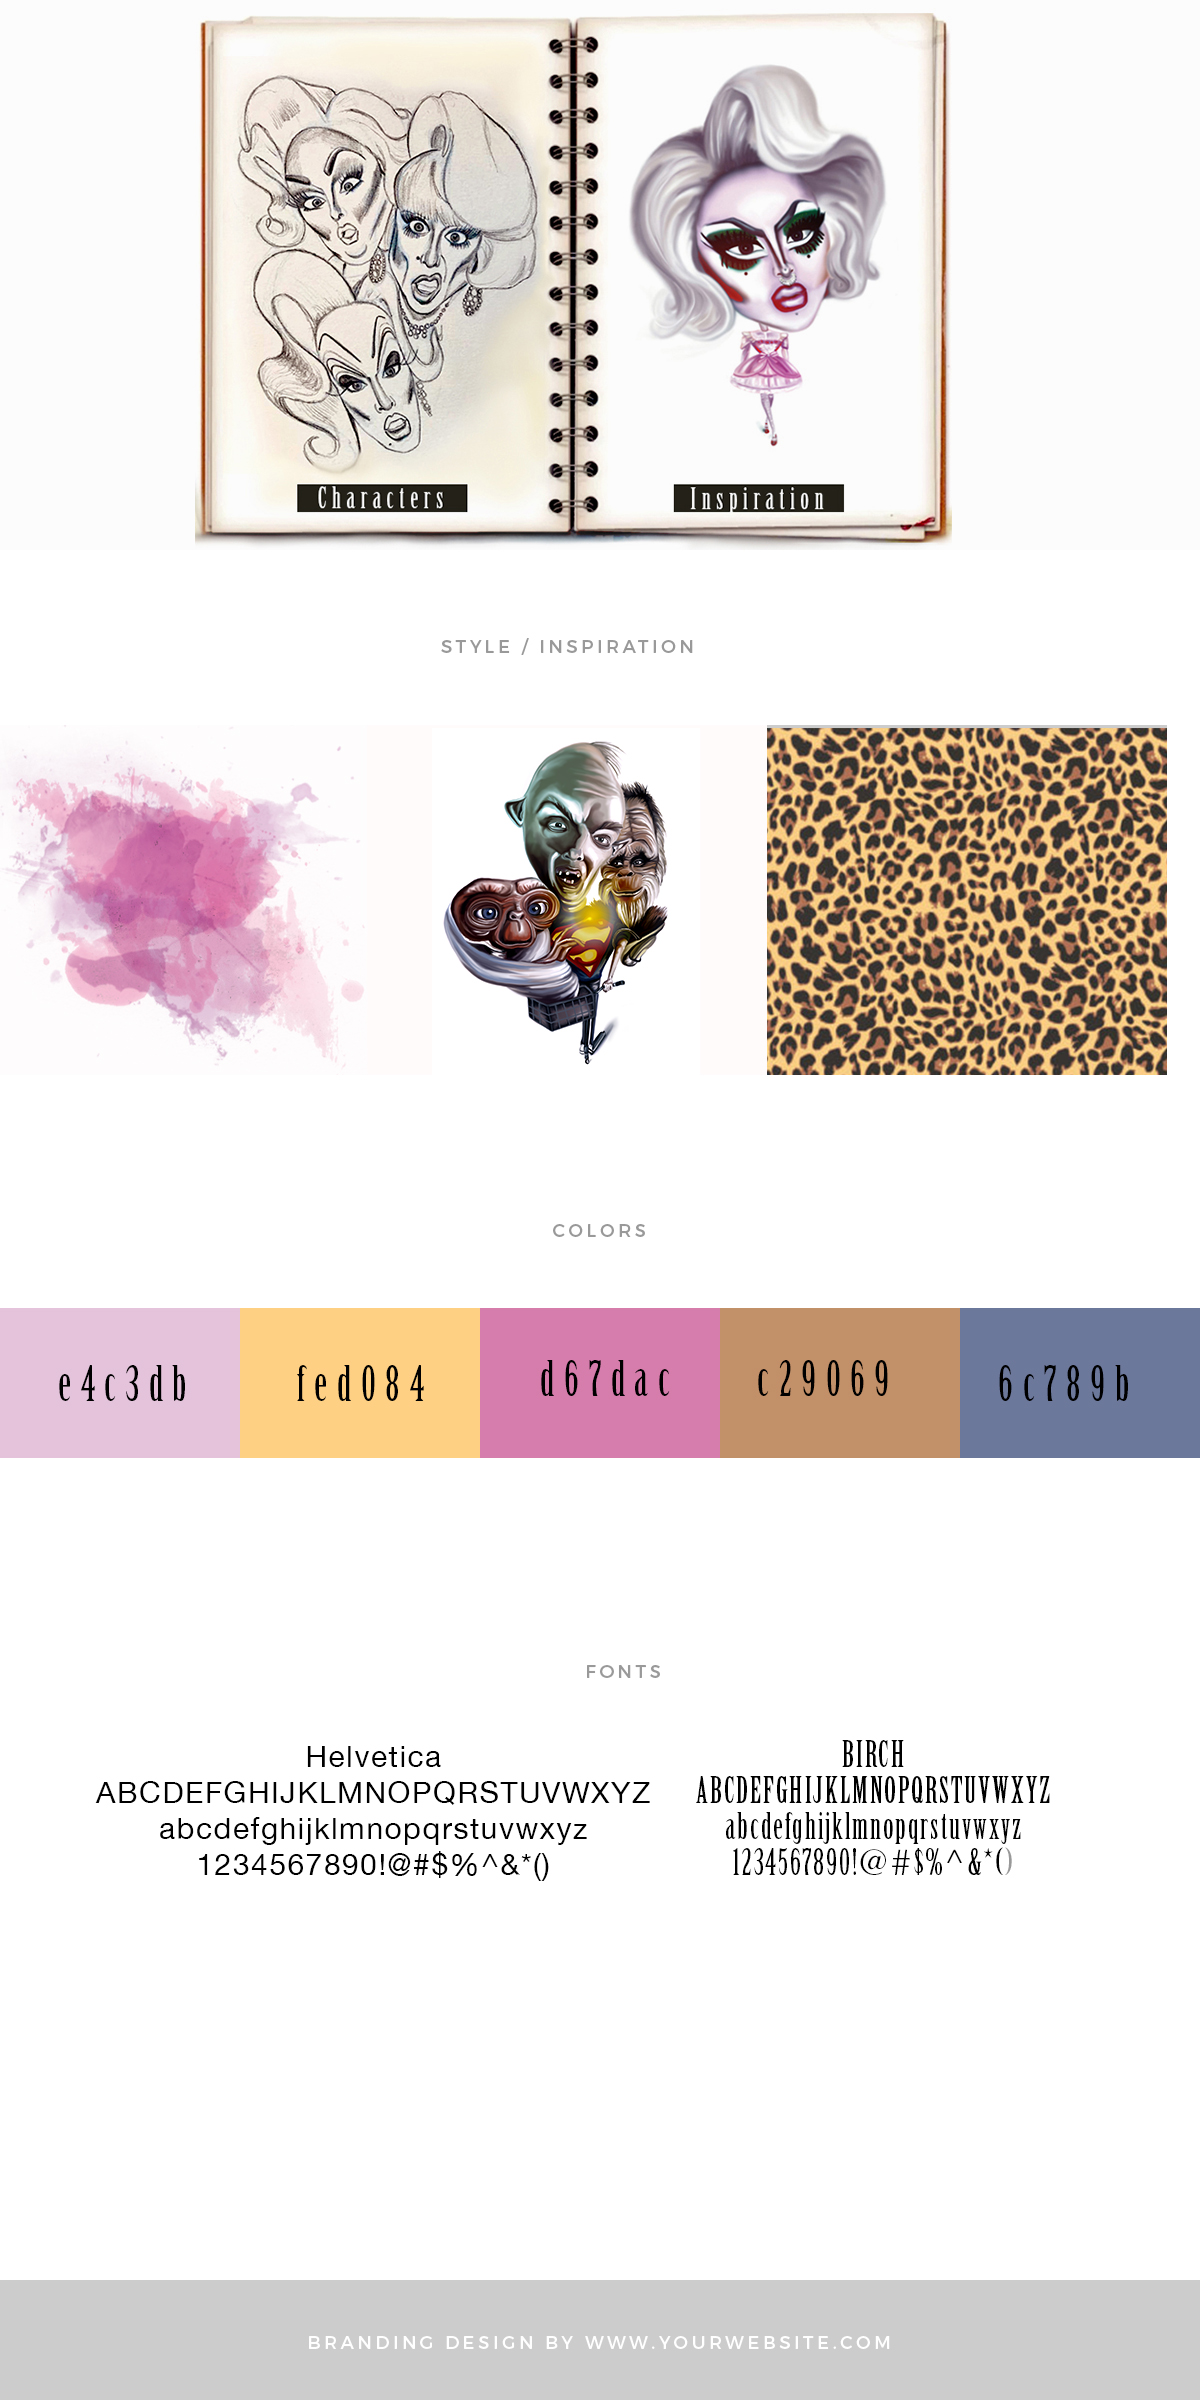 Characters
Inspiration
STYLE / INSPIRATION
COLORS
e4c3db
fed084
d67dac
c29069
6c789b
FONTS
Helvetica
ABCDEFGHIJKLMNOPQRSTUVWXYZ
abcdefghijklmnopqrstuvwxyz
1234567890!@#$%^&*()
BIRCH
ABCDEFGHIJKLMNOPQRSTUVWXYZ
abcdefghijklmnopqrstuvwxyz
1234567890!@#$%^&*()
BRANDING DESIGN BY WWW.YOURWEBSITE.COM